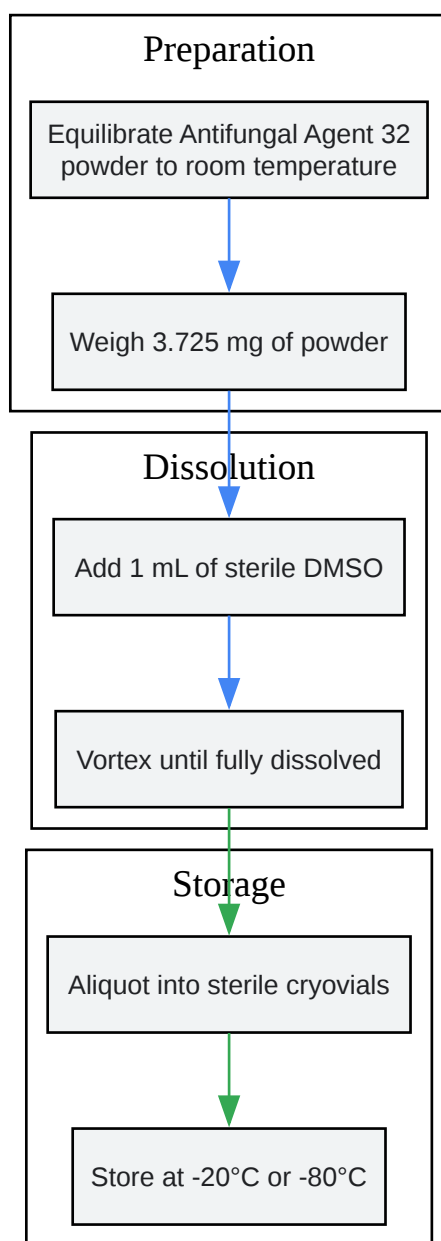 Preparation
Equilibrate Antifungal Agent 32
powder to room temperature
Weigh 3.725 mg of powder
Dissolution
Add 1 mL of sterile DMSO
Vortex until fully dissolved
Storage
Aliquot into sterile cryovials
Store at -20°C or -80°C